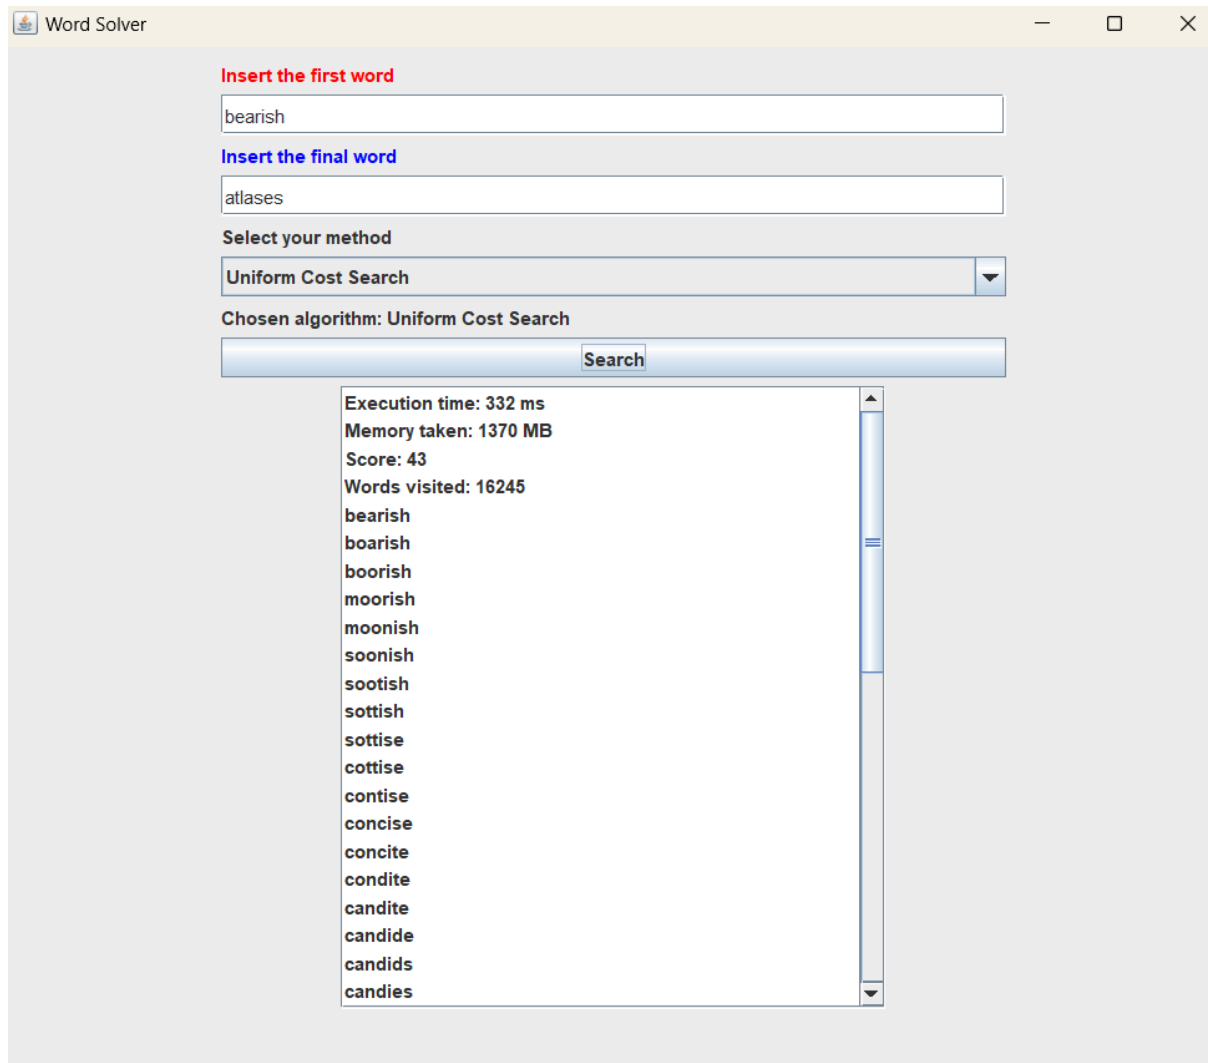 Word Solver
Insert the first word
bearish
Insert the final word
atlases
Select your method
Uniform Cost Search
Chosen algorithm: Uniform Cost Search
Search
Execution time: 332 ms
Memory taken: 1370 MB
Score: 43
Words visited: 16245
bearish
boarish
boorish
moorish
moonish
soonish
sootish
sottish
sottise
cottise
contise
concise
concite
condite
candite
candide
candids
candies